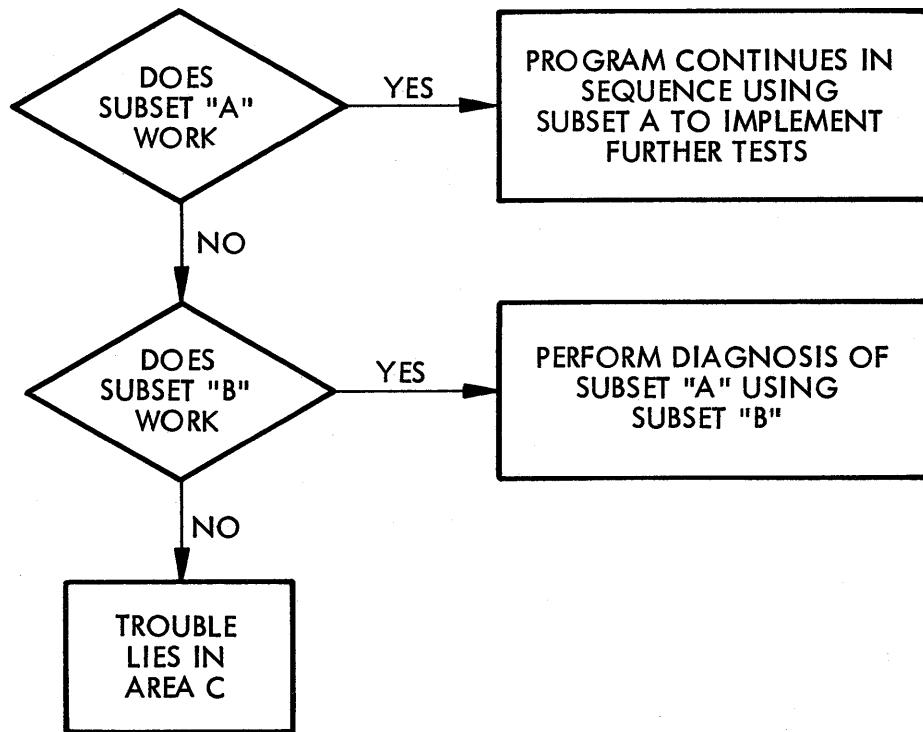 DOES
SUBSET "A"
WORK
YES
PROGRAM CONTINUES IN
SEQUENCE USING
SUBSET A TO IMPLEMENT
FURTHER TESTS
NO
DOES
SUBSET "B"
WORK
YES
PERFORM DIAGNOSIS OF
SUBSET "A" USING
SUBSET "B"
NO
TROUBLE
LIES IN
AREA C